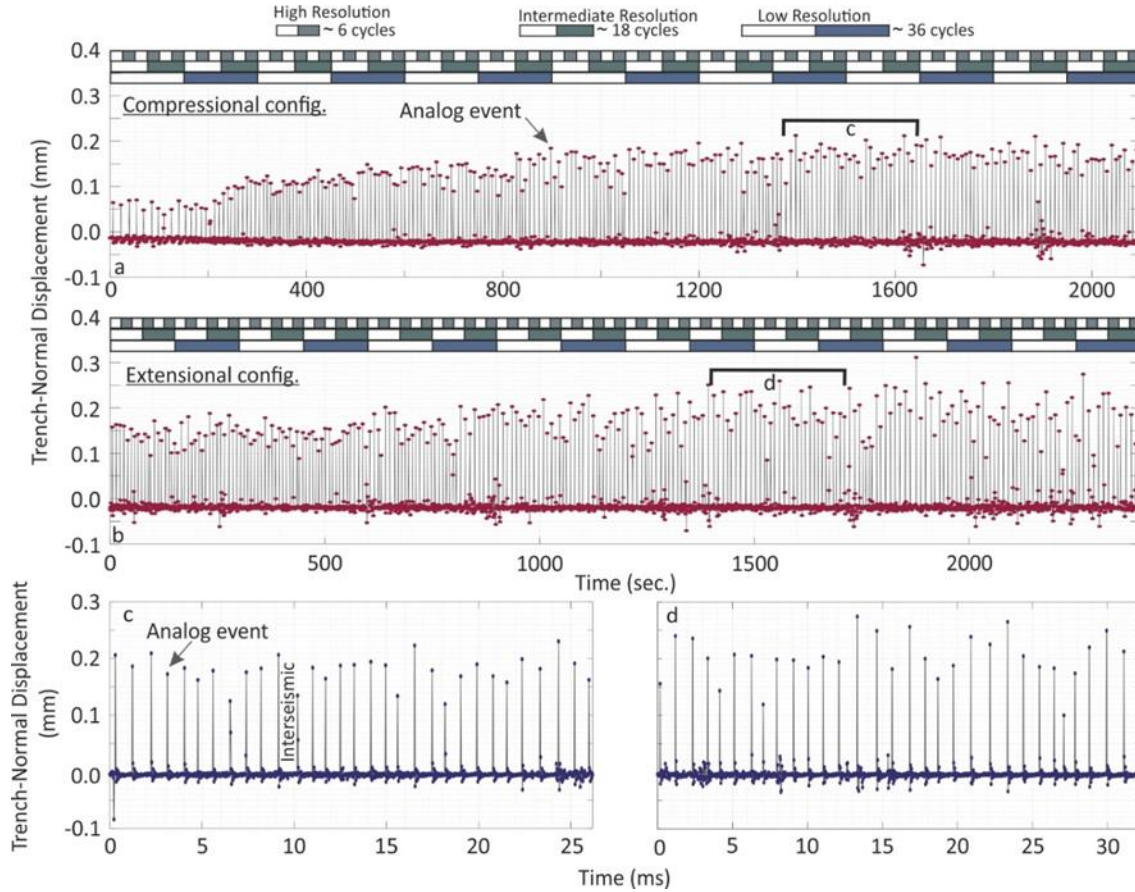 High Resolution
~ 6 cycles
Intermediate Resolution
~ 18 cycles
Low Resolution
~ 36 cycles
Trench-Normal Displacement (mm)
0.4
0.3
0.2
0.1
0.0
-0.1
Compressional config.
Analog event
c
a
0 400 800 1200 1600 2000
0.4
0.3
0.2
0.1
0.0
-0.1
Extensional config.
d
b
0 500 1000 1500 2000
Time (sec.)
Trench-Normal Displacement
(mm)
0.3
0.2
0.1
0.0
-0.1
c
Analog event
Interseismic
0 5 10 15 20 25
d
0 5 10 15 20 25 30
Time (ms)